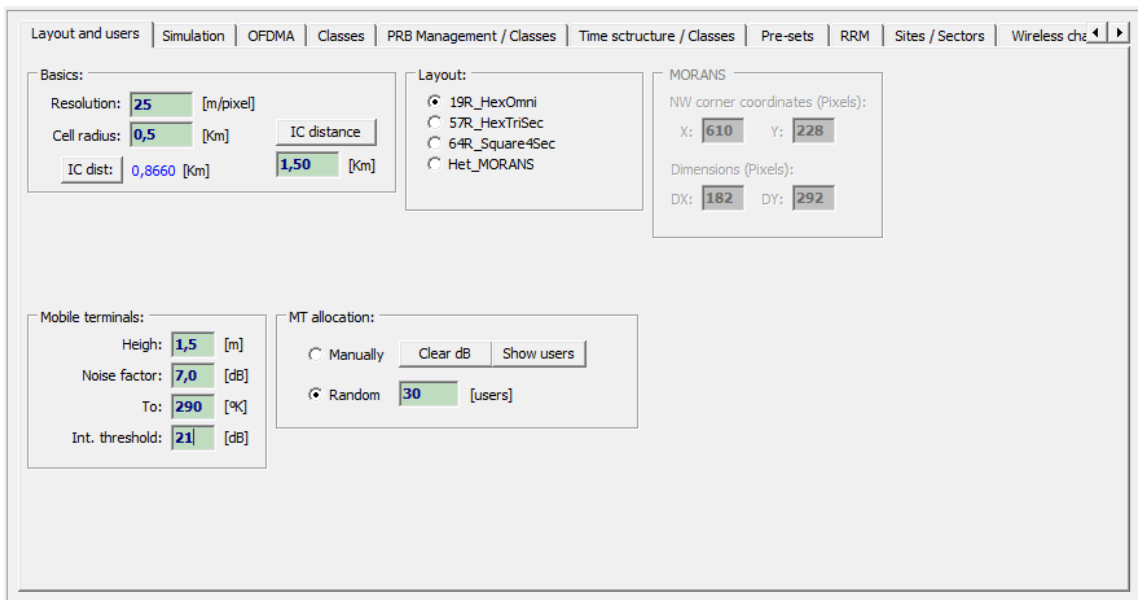 Layout and users Simulation OFDMA Classes PRB Management / Classes Time sctructure / Classes Pre-sets RRM Sites / Sectors Wireless cha
Basics:
Resolution: 25 [m/pixel]
Cell radius: 0,5 [Km]
IC distance
IC dist: 0,8660 [Km]
1,50 [Km]
Layout:
19R_HexOmni
57R_HexTriSec
64R_Square4Sec
Het_MORANS
MORANS
NW corner coordinates (Pixels):
X: 610 Y: 228
Dimensions (Pixels):
DX: 182 DY: 292
Mobile terminals:
Heigh: 1,5 [m]
Noise factor: 7,0 [dB]
To: 290 [ºK]
Int. threshold: 21 [dB]
MT allocation:
Manually Clear dB Show users
Random 30 [users]